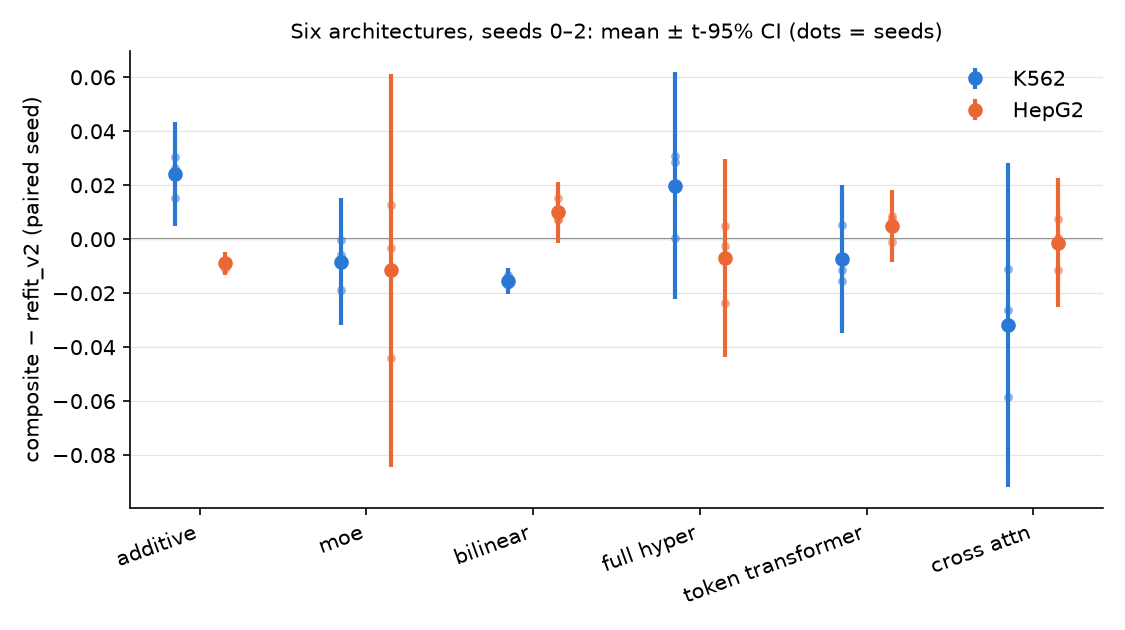 Six architectures, seeds 0–2: mean ± t-95% CI (dots = seeds)
composite − refit_v2 (paired seed)
K562
HepG2
0.06
0.04
0.02
0.00
−0.02
−0.04
−0.06
−0.08
additive
moe
bilinear
full hyper
token transformer
cross attn